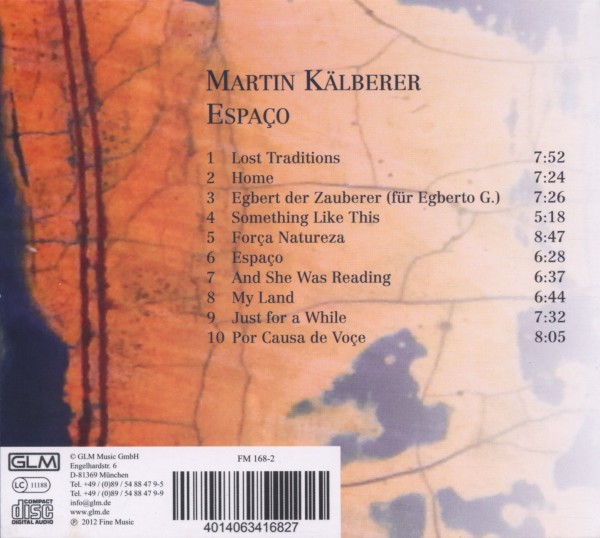 MARTIN KÄLBERER
ESPAÇO
1 Lost Traditions 7:52
2 Home 7:24
3 Egbert der Zauberer (für Egberto G.) 7:26
4 Something Like This 5:18
5 Força Natureza 8:47
6 Espaço 6:28
7 And She Was Reading 6:37
8 My Land 6:44
9 Just for a While 7:32
10 Por Causa de Voçe 8:05
GLM
LC 11188
COMPACT
disc
DIGITAL AUDIO
© GLM Music GmbH
Engelhardstr. 6
D-81369 München
Tel. +49 / (0)89 / 54 88 47 9-5
Tel. +49 / (0)89 / 54 88 47 9-9
info@glm.de
www.glm.de
℗ 2012 Fine Music
FM 168-2
4014063416827